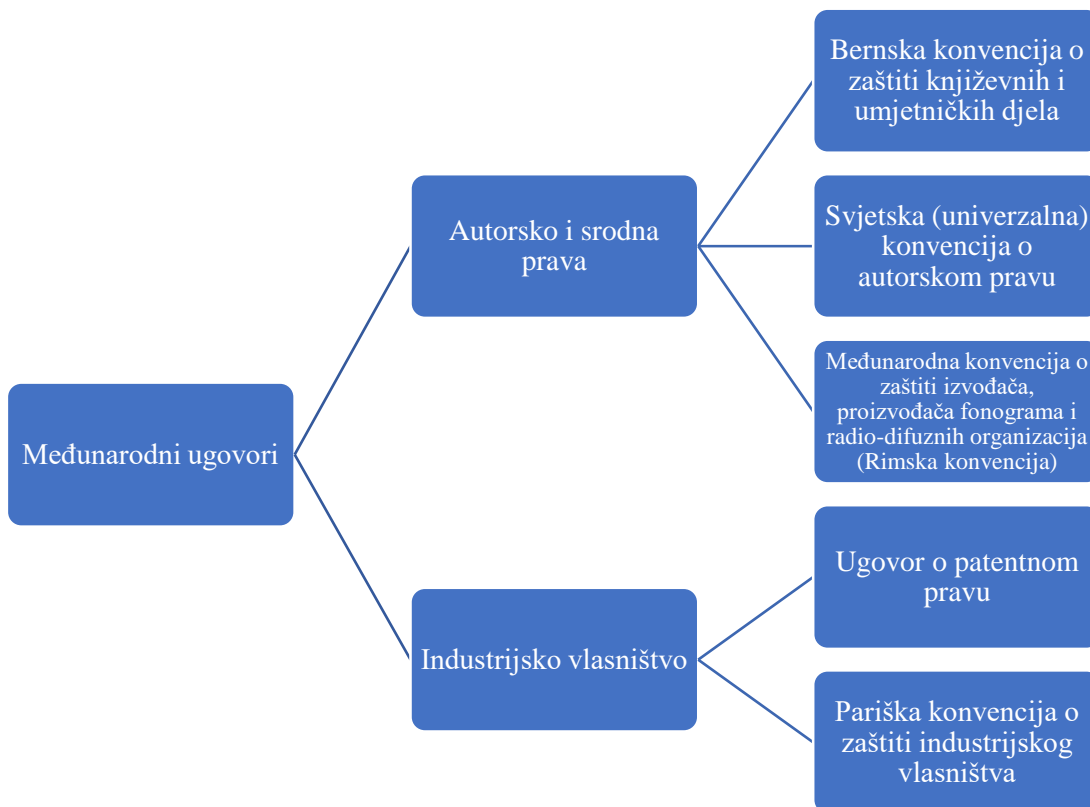 Međunarodni ugovori
Autorsko i srodna
prava
Bernska konvencija o
zaštiti književnih i
umjetničkih djela
Svjetska (univerzalna)
konvencija o
autorskom pravu
Međunarodna konvencija o
zaštiti izvođača,
proizvođača fonograma i
radio-difuznih organizacija
(Rimska konvencija)
Industrijsko vlasništvo
Ugovor o patentnom
pravu
Pariška konvencija o
zaštiti industrijskog
vlasništva